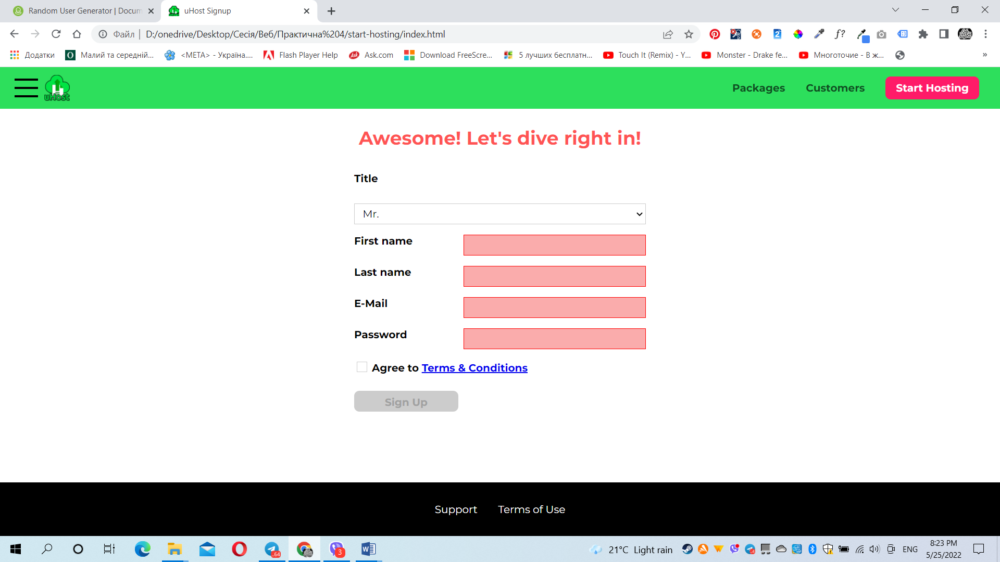 Random User Generator | Docum
uHost Signup
Файл | D:/onedrive/Desktop/Сесія/Веб/Практична%204/start-hosting/index.html
Додатки
Малий та середній...
<META> - Україна....
Flash Player Help
Ask.com
Download FreeScre...
5 лучших бесплатн...
Touch It (Remix) - Y...
Monster - Drake fe...
Многоточие - В ж...
»
uHost
Packages
Customers
Start Hosting
Awesome! Let's dive right in!
Title
Mr.
First name
Last name
E-Mail
Password
Agree to Terms & Conditions
Sign Up
Support
Terms of Use
21°C Light rain
ENG
8:23 PM
5/25/2022